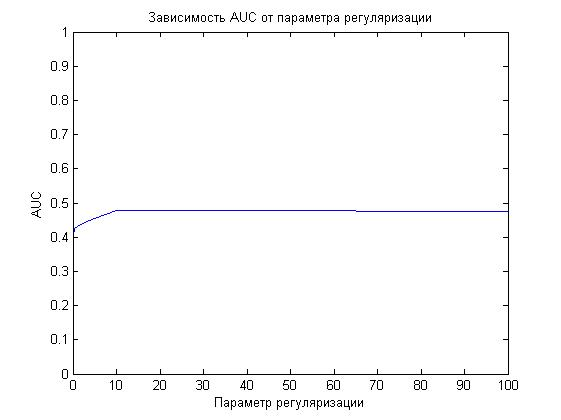 Зависимость AUC от параметра регуляризации
1
0.9
0.8
0.7
0.6
0.5
0.4
0.3
0.2
0.1
0
AUC
0 10 20 30 40 50 60 70 80 90 100
Параметр регуляризации